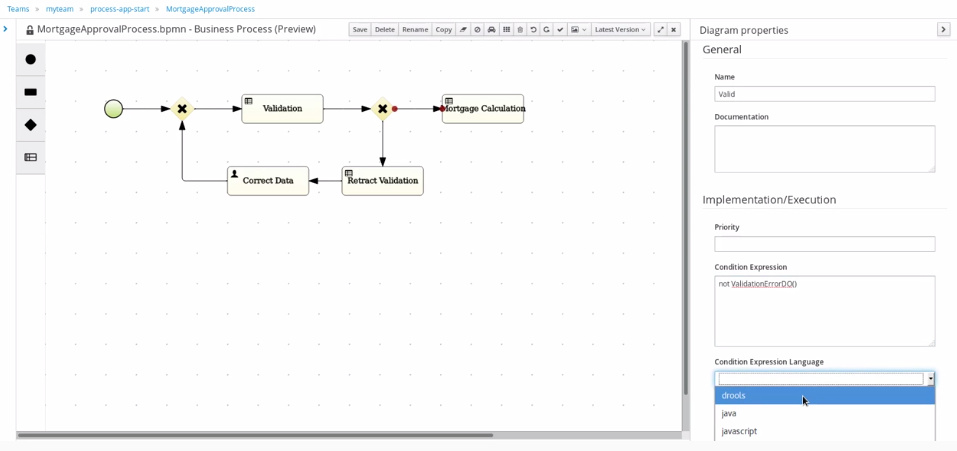 Teams » myteam » process-app-start » MortgageApprovalProcess
MortgageApprovalProcess.bpmn - Business Process (Preview)
Save Delete Rename Copy Latest Version
Diagram properties
General
Name
Valid
Documentation
Validation
Mortgage Calculation
Correct Data
Retract Validation
Implementation/Execution
Priority
Condition Expression
not ValidationErrorDO()
Condition Expression Language
drools
java
javascript